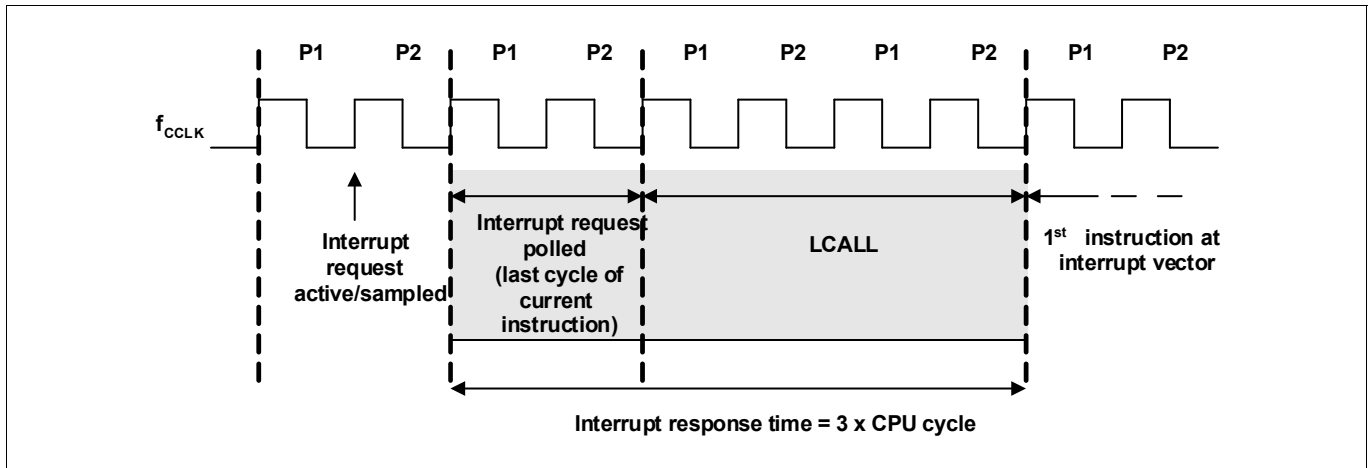 P1 P2 P1 P2 P1 P2 P1 P2 P1 P2
fCCLK
Interrupt
request
active/sampled
Interrupt request
polled
(last cycle of
current
instruction)
LCALL
1st instruction at
interrupt vector
Interrupt response time = 3 x CPU cycle